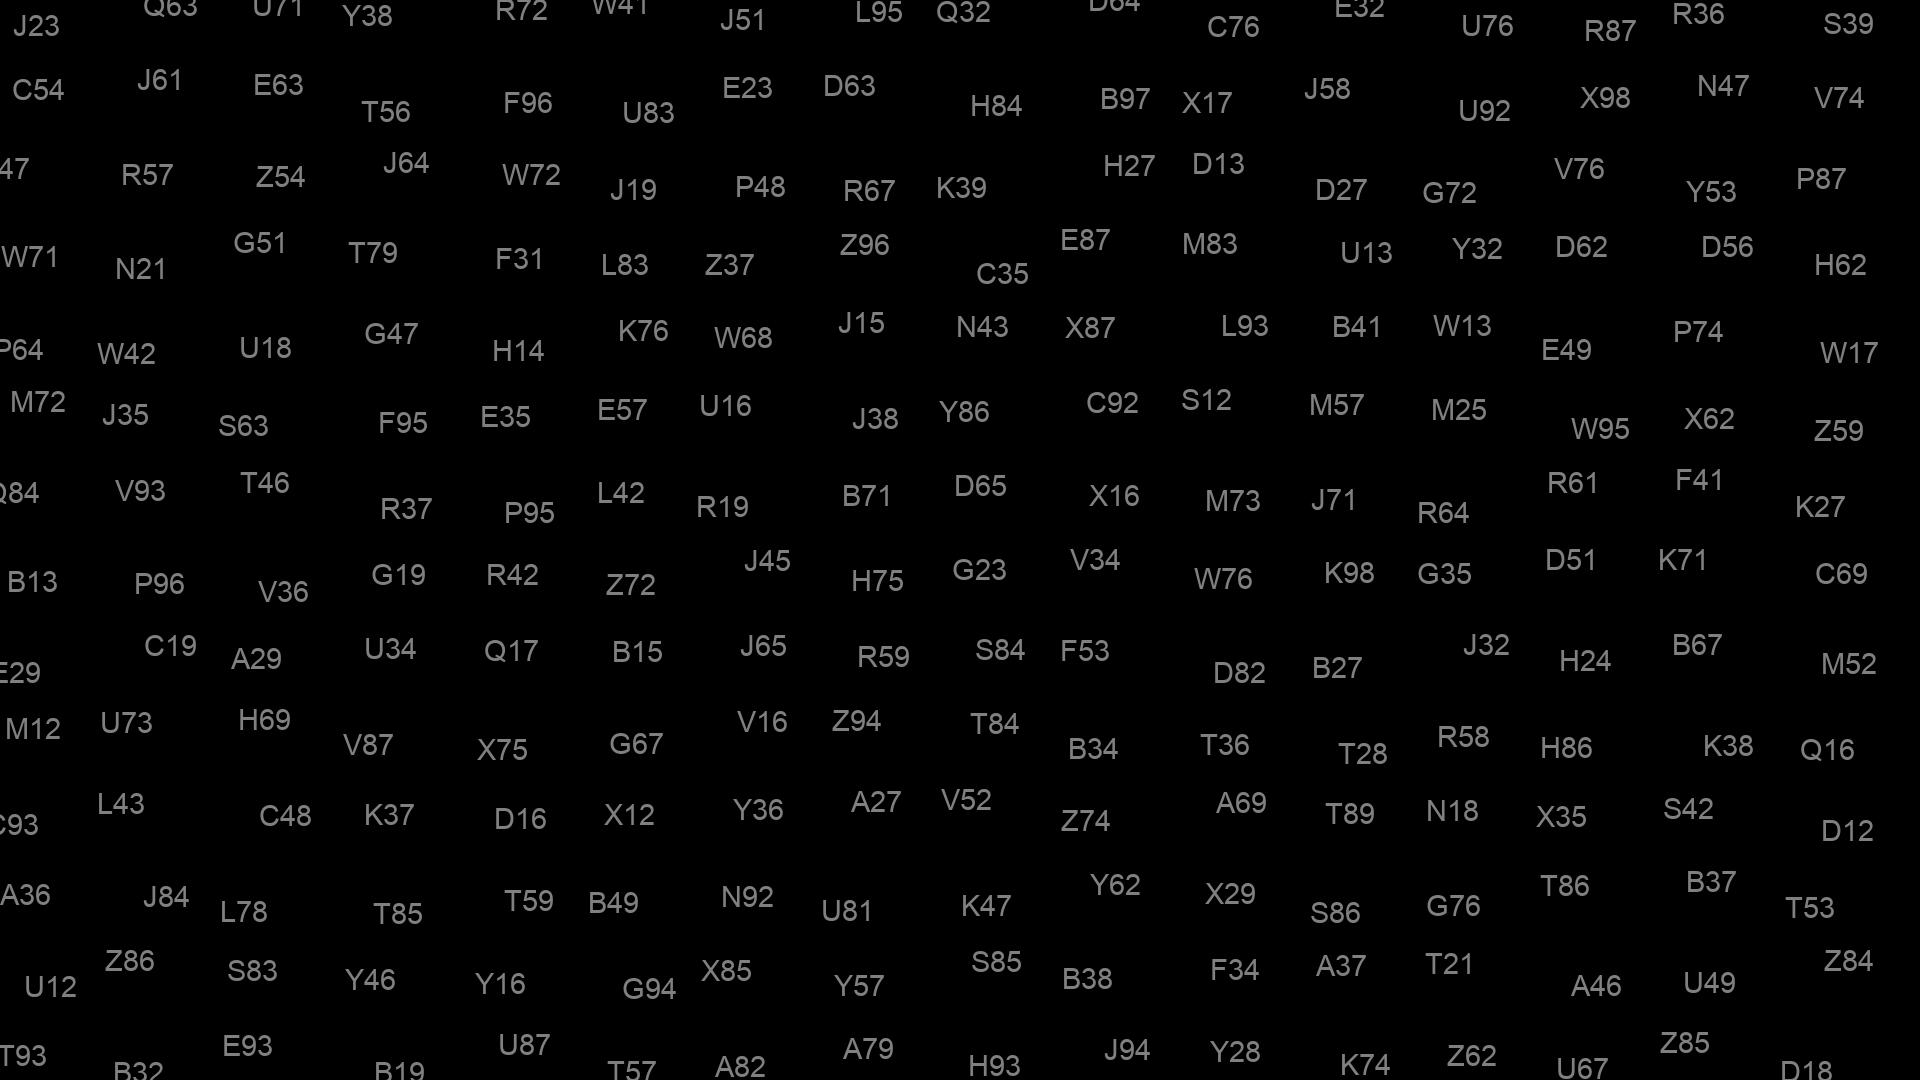 J23 Q63 U71 Y38 R72 W41 J51 L95 Q32 D64 C76 E32 U76 R87 R36 S39
C54 J61 E63 T56 F96 U83 E23 D63 H84 B97 X17 J58 U92 X98 N47 V74
47 R57 Z54 J64 W72 J19 P48 R67 K39 H27 D13 D27 G72 V76 Y53 P87
W71 N21 G51 T79 F31 L83 Z37 Z96 C35 E87 M83 U13 Y32 D62 D56 H62
P64 W42 U18 G47 H14 K76 W68 J15 N43 X87 L93 B41 W13 E49 P74 W17
M72 J35 S63 F95 E35 E57 U16 J38 Y86 C92 S12 M57 M25 W95 X62 Z59
Q84 V93 T46 R37 P95 L42 R19 B71 D65 X16 M73 J71 R64 R61 F41 K27
B13 P96 V36 G19 R42 Z72 J45 H75 G23 V34 W76 K98 G35 D51 K71 C69
E29 C19 A29 U34 Q17 B15 J65 R59 S84 F53 D82 B27 J32 H24 B67 M52
M12 U73 H69 V87 X75 G67 V16 Z94 T84 B34 T36 T28 R58 H86 K38 Q16
C93 L43 C48 K37 D16 X12 Y36 A27 V52 Z74 A69 T89 N18 X35 S42 D12
A36 J84 L78 T85 T59 B49 N92 U81 K47 Y62 X29 S86 G76 T86 B37 T53
U12 Z86 S83 Y46 Y16 G94 X85 Y57 S85 B38 F34 A37 T21 A46 U49 Z84
T93 B32 E93 B19 U87 T57 A82 A79 H93 J94 Y28 K74 Z62 U67 Z85 D18